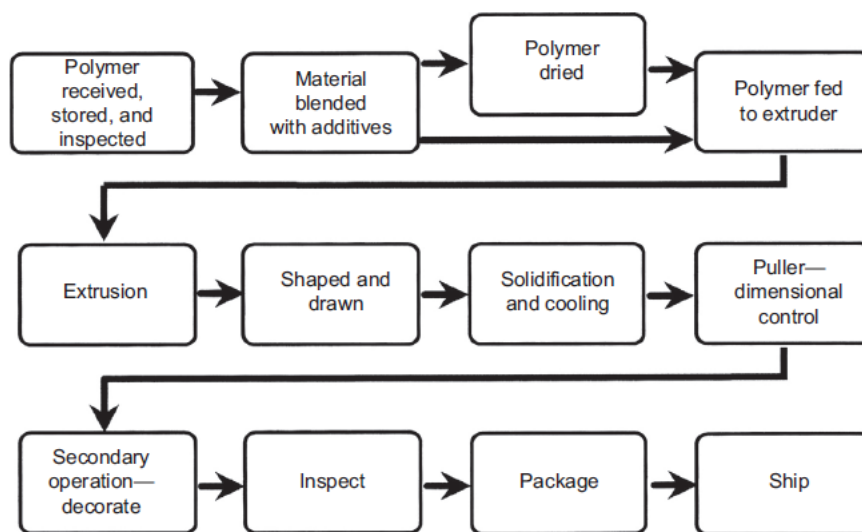 Polymer
received,
stored, and
inspected
Material
blended
with additives
Polymer
dried
Polymer fed
to extruder
Extrusion
Shaped and
drawn
Solidification
and cooling
Puller—
dimensional
control
Secondary
operation—
decorate
Inspect
Package
Ship